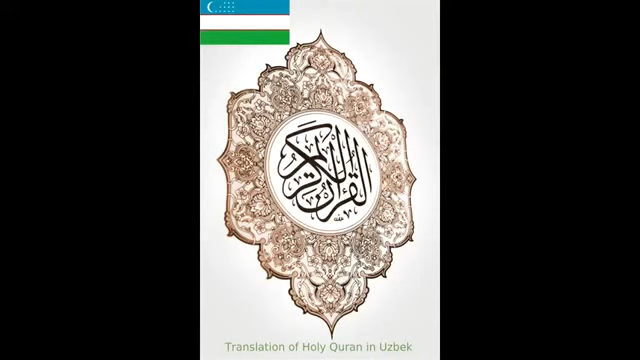 القرآن الكريم
Translation of Holy Quran in Uzbek